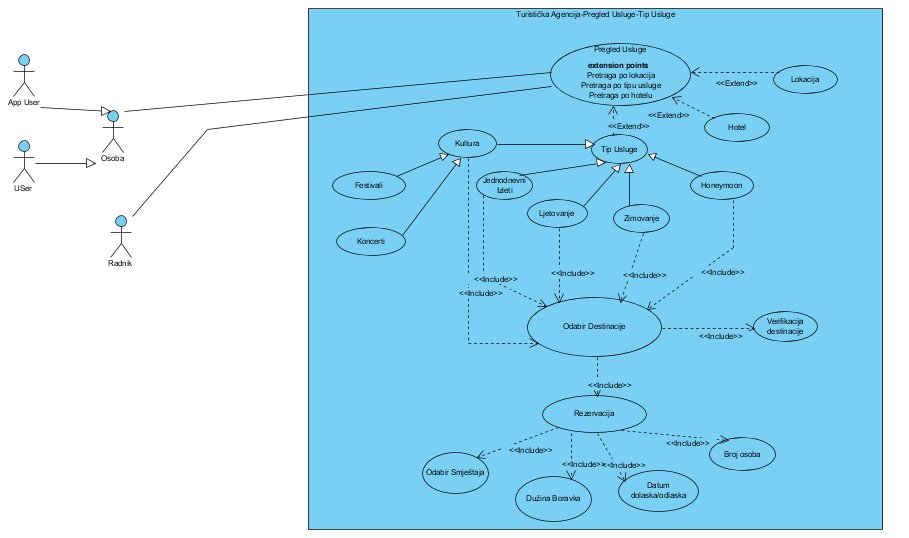 Turistička Agencija-Pregled Usluge-Tip Usluge
Pregled Usluge
extension points
Pretraga po lokacija
Pretraga po tipu usluge
Pretraga po hotelu
<<Extend>>
Lokacija
<<Extend>>
Hotel
<<Extend>>
App User
Osoba
USer
Radnik
Kultura
Tip Usluge
Festivali
Jednodnevni
Izleti
Honeymoon
Ljetovanje
Zimovanje
Koncerti
<<Include>>
<<Include>>
<<Include>>
<<Include>>
<<Include>>
Odabir Destinacije
Verifikacija
destinacije
<<Include>>
<<Include>>
Rezervacija
<<Include>>
<<Include>>
<<Include>>
<<Include>>
Odabir Smještaja
Dužina Boravka
Datum
dolaska/odlaska
Broj osoba